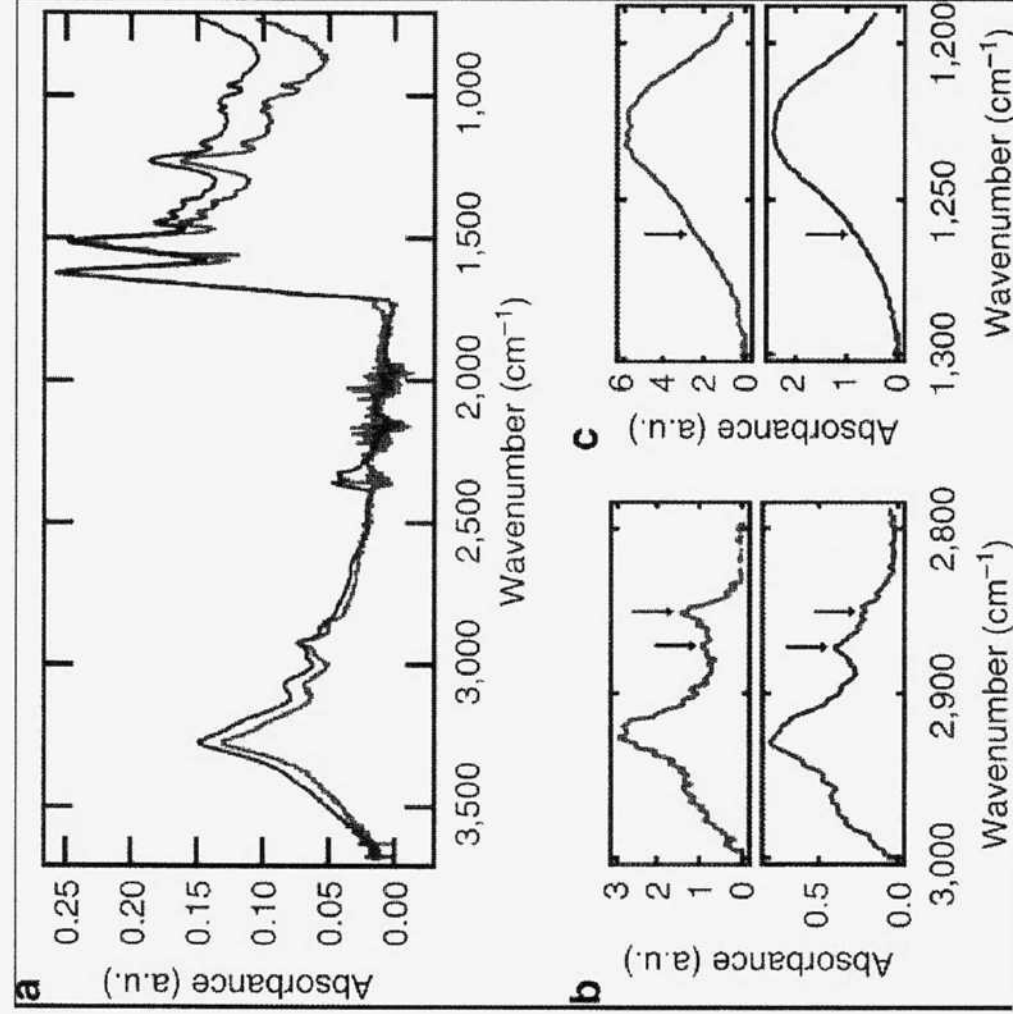 a
Absorbance (a.u.)
0.25
0.20
0.15
0.10
0.05
0.00
3,500 3,000 2,500 2,000 1,500 1,000
Wavenumber (cm⁻¹)
b
Absorbance (a.u.)
3
2
1
0
Absorbance (a.u.)
0.5
0.0
3,000 2,900 2,800
Wavenumber (cm⁻¹)
c
Absorbance (a.u.)
6
4
2
0
Absorbance (a.u.)
2
1
0
1,300 1,250 1,200
Wavenumber (cm⁻¹)